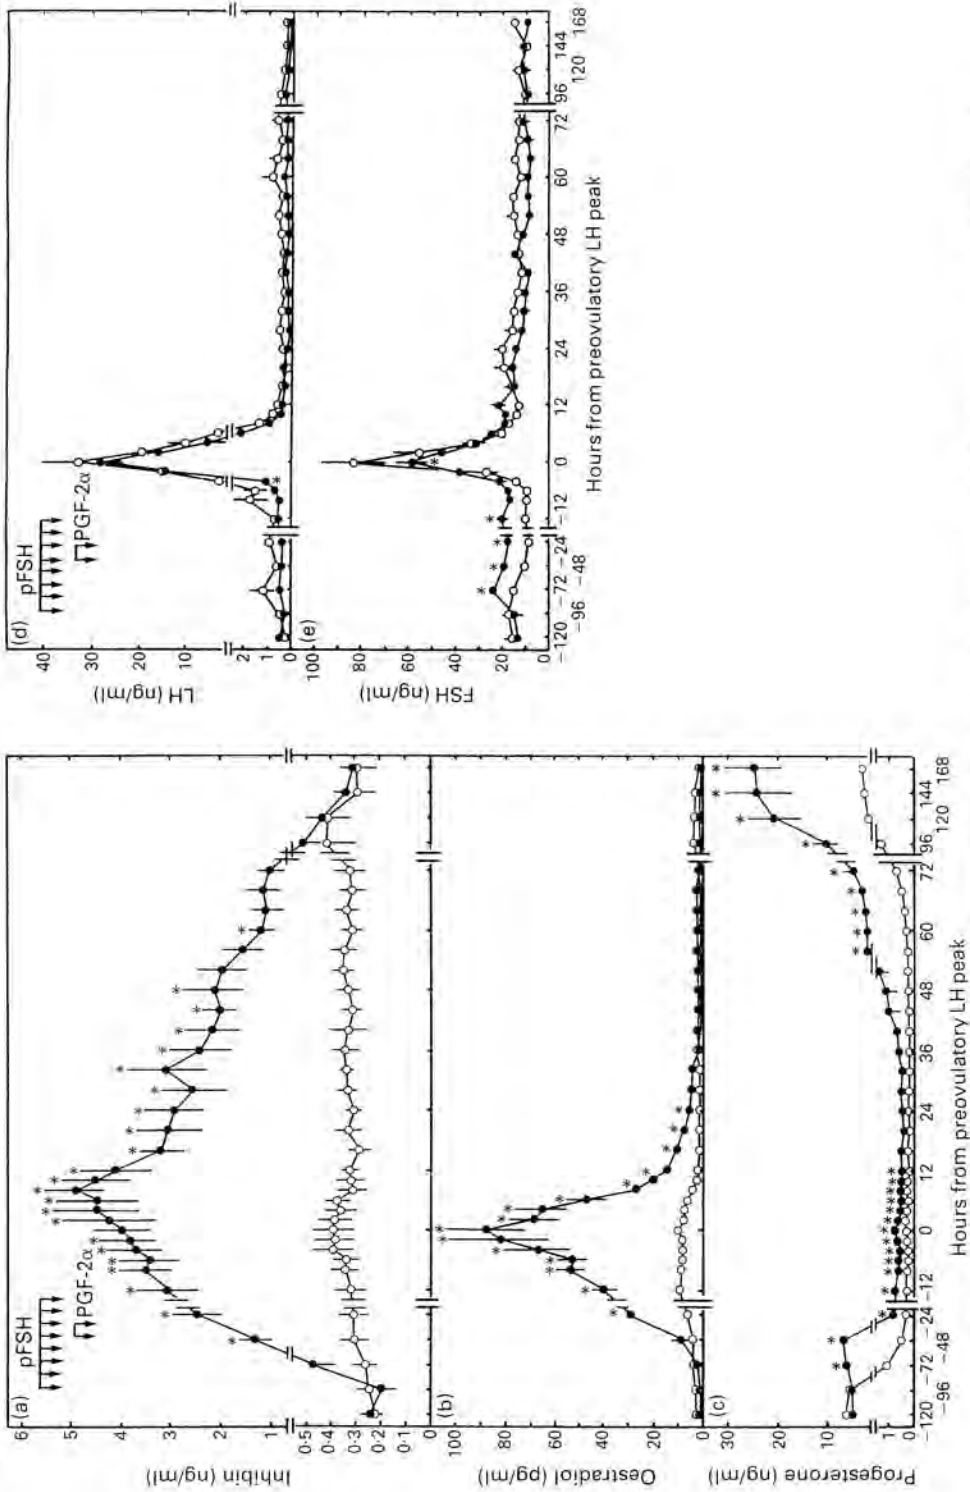 (a)
pFSH
PGF-2α
6
5
4
3
2
1
0·5
0·4
0·3
0·2
0·1
0
Inhibin (ng/ml)
(b)
100
80
60
40
20
0
Oestradiol (pg/ml)
(c)
30
20
10
1
0
Progesterone (ng/ml)
−120 −96 −72 −48 −24 −12 0 12 24 36 48 60 72 96 120 144 168
Hours from preovulatory LH peak
(d)
pFSH
PGF-2α
40
30
20
10
2
1
0
LH (ng/ml)
(e)
100
80
60
40
20
0
FSH (ng/ml)
−120 −96 −72 −48 −24 −12 0 12 24 36 48 60 72 96 120 144 168
Hours from preovulatory LH peak